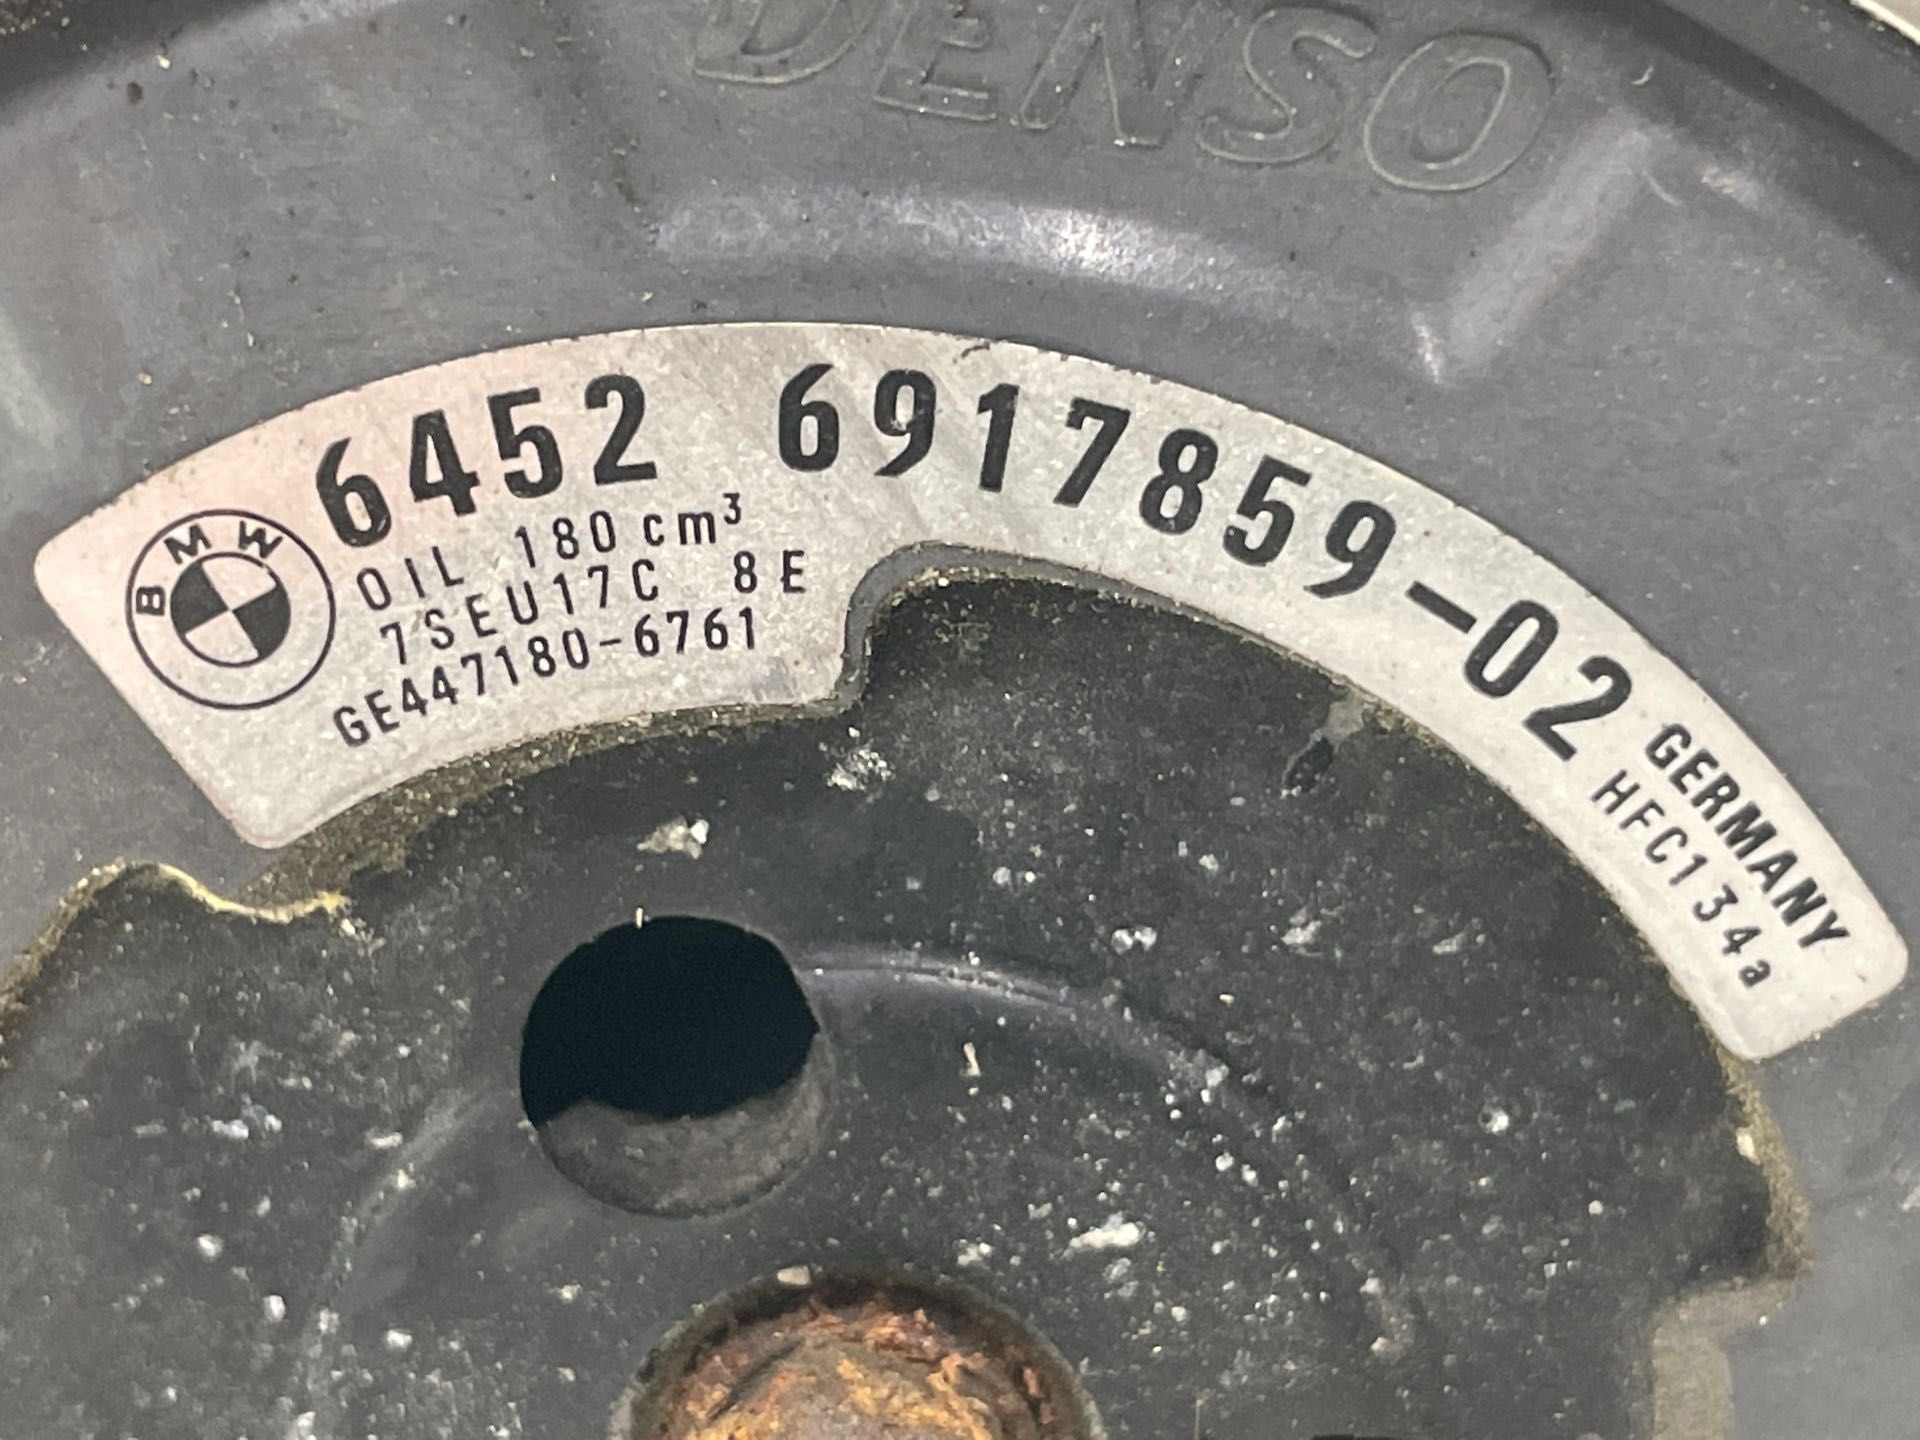 DENSO
6452 6917859-02
BMW
OIL 180 cm³
7SEU17C 8E
GE447180-6761
GERMANY
HFC134a